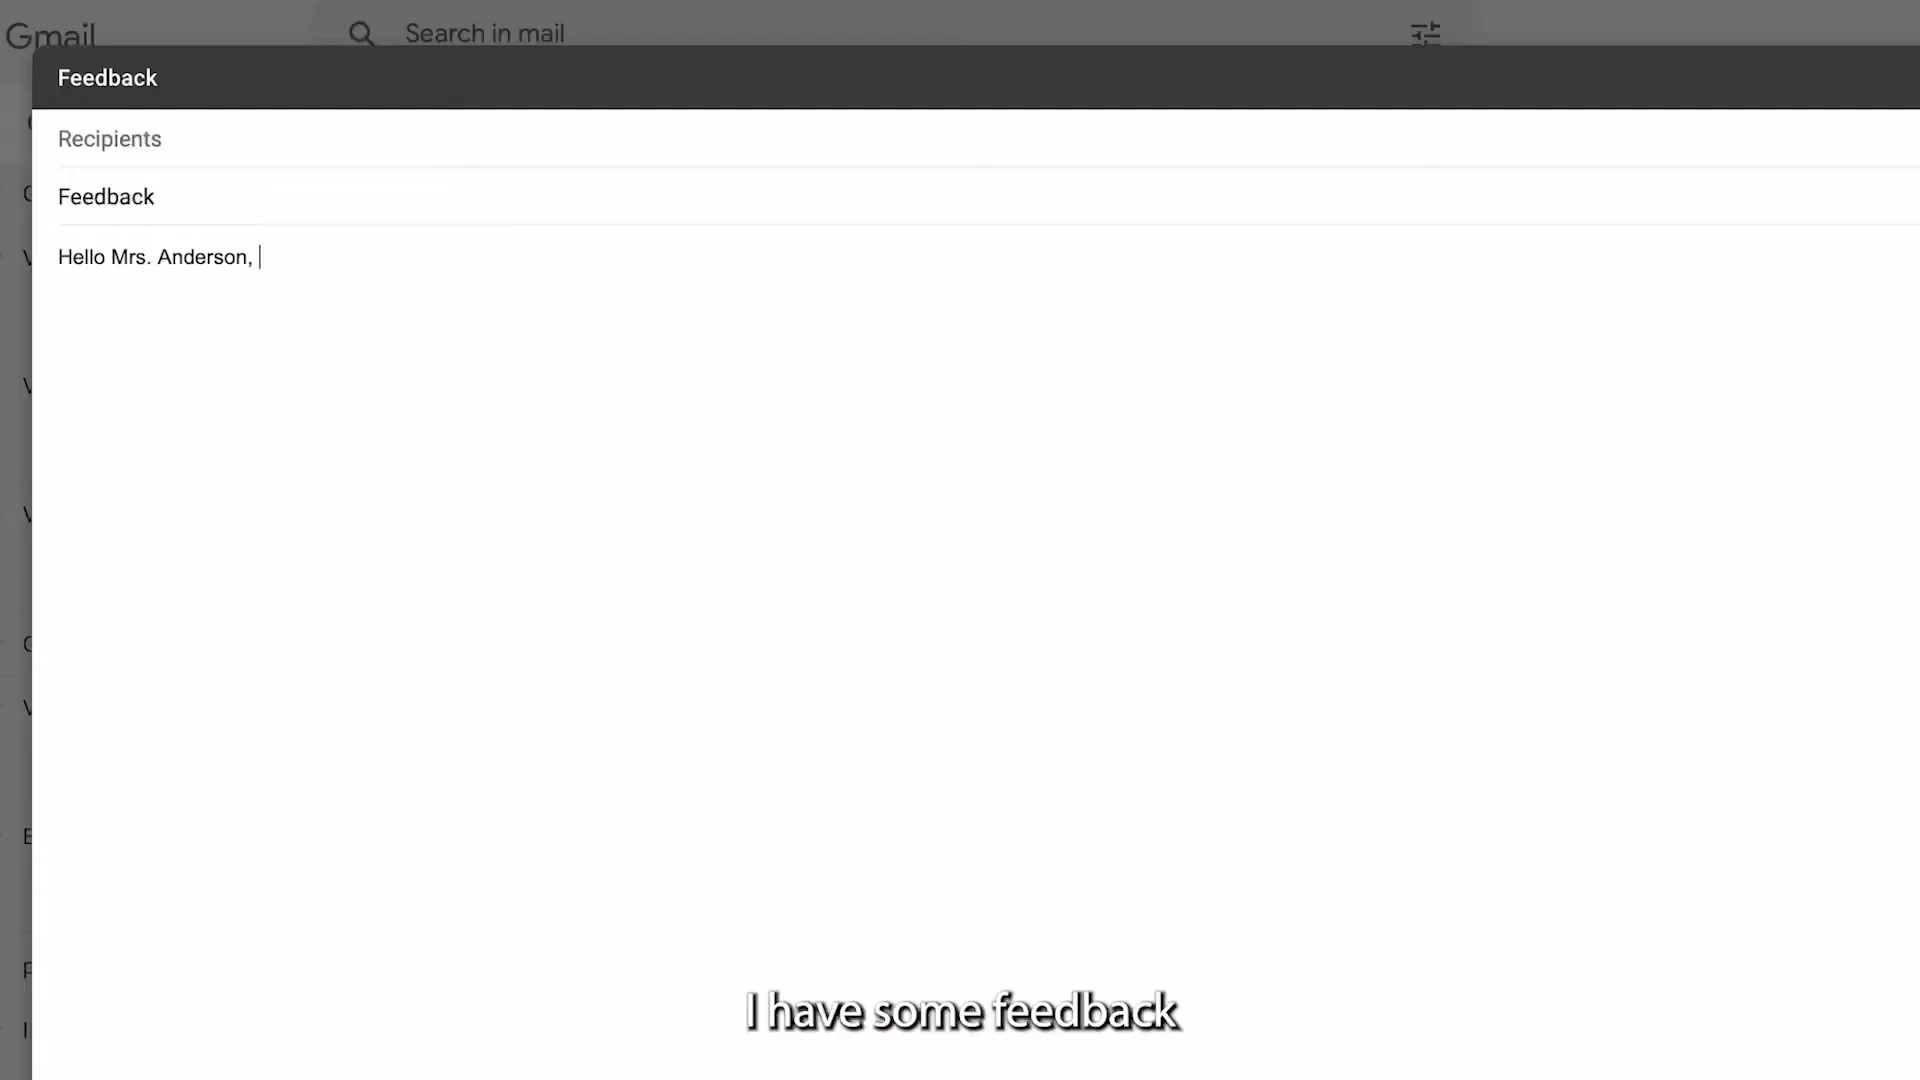 Gmail
Search in mail
Feedback
Recipients
Feedback
Hello Mrs. Anderson,
I have some feedback